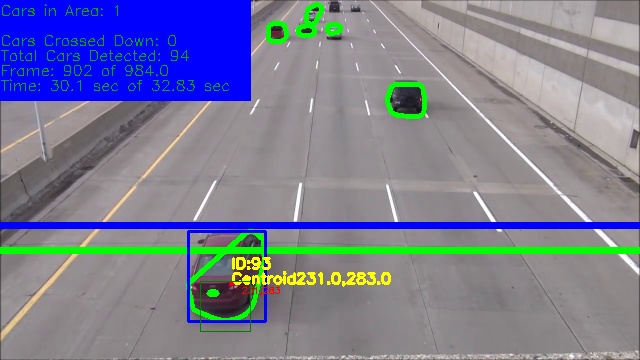 Cars in Area: 1
Cars Crossed Down: 0
Total Cars Detected: 94
Frame: 902 of 984.0
Time: 30.1 sec of 32.83 sec
ID:93
Centroid231.0,283.0